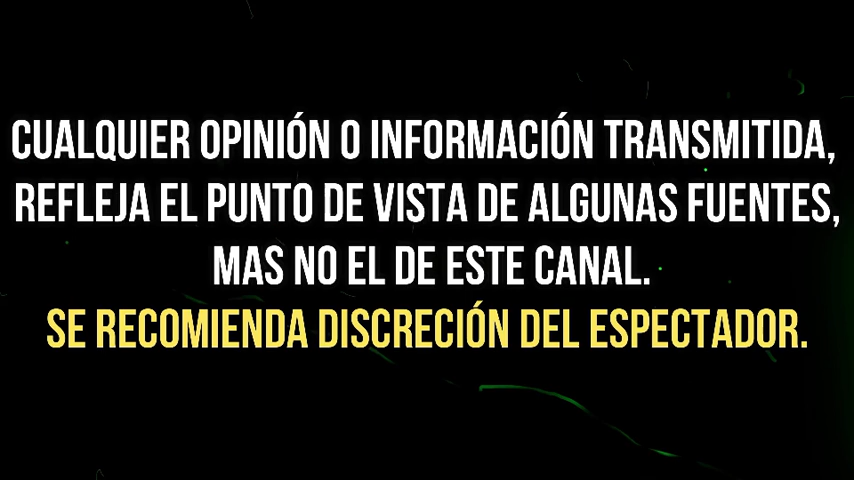 CUALQUIER OPINIÓN O INFORMACIÓN TRANSMITIDA,
REFLEJA EL PUNTO DE VISTA DE ALGUNAS FUENTES,
MAS NO EL DE ESTE CANAL.
SE RECOMIENDA DISCRECIÓN DEL ESPECTADOR.